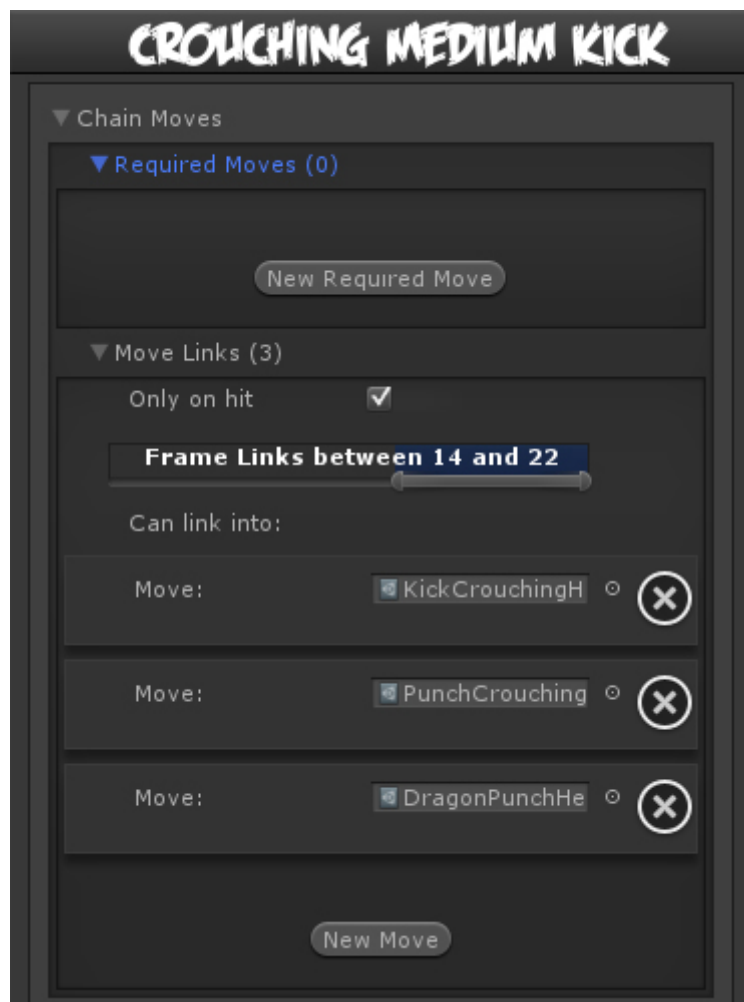 CROUCHING MEDIUM KICK
Chain Moves
Required Moves (0)
New Required Move
Move Links (3)
Only on hit
Frame Links between 14 and 22
Can link into:
Move: KickCrouchingH
Move: PunchCrouching
Move: DragonPunchHe
New Move